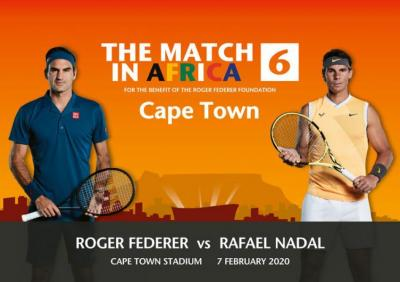 THE MATCH
IN AFRICA 6
FOR THE BENEFIT OF THE ROGER FEDERER FOUNDATION
Cape Town
ROGER FEDERER vs RAFAEL NADAL
CAPE TOWN STADIUM 7 FEBRUARY 2020